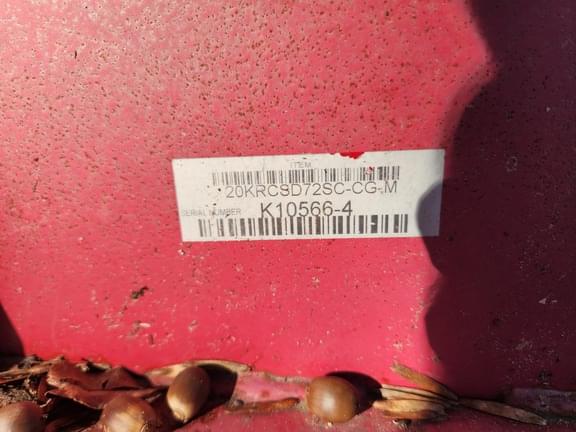 ITEM
20KRCSD72SC-CG-M
SERIAL NUMBER K10566-4